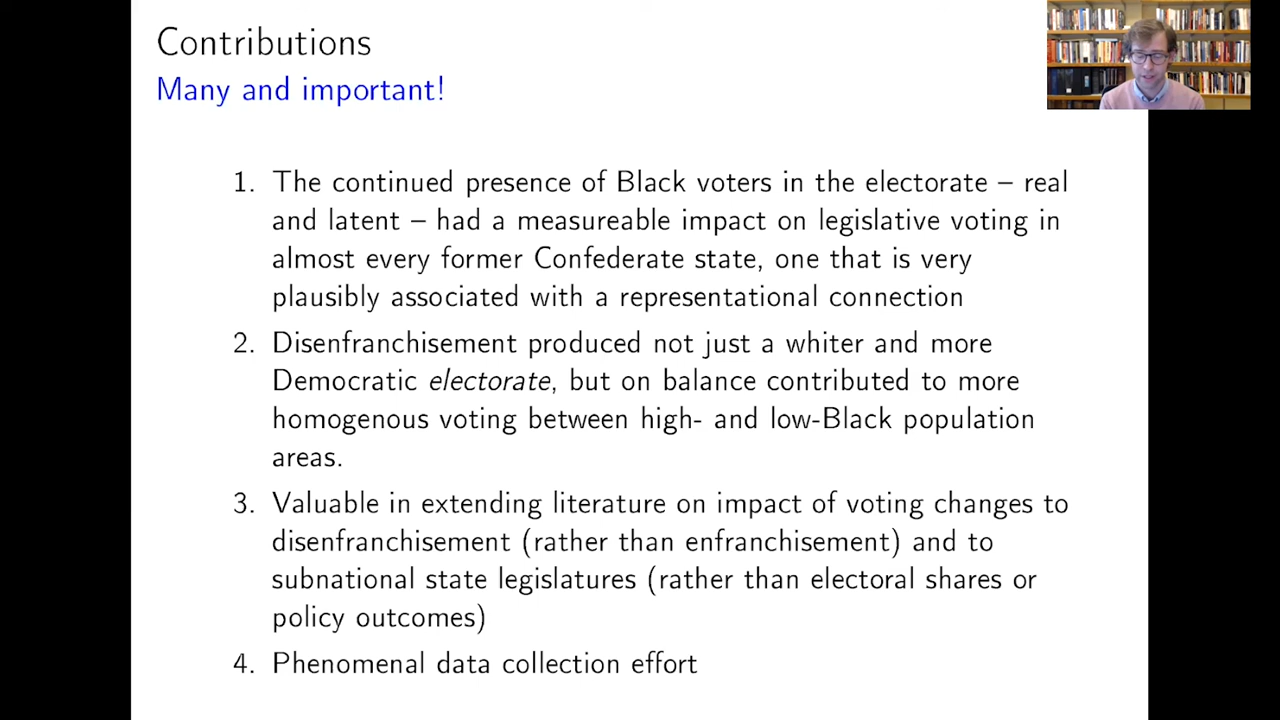 Contributions
Many and important!
1. The continued presence of Black voters in the electorate – real
and latent – had a measureable impact on legislative voting in
almost every former Confederate state, one that is very
plausibly associated with a representational connection
2. Disenfranchisement produced not just a whiter and more
Democratic electorate, but on balance contributed to more
homogenous voting between high- and low-Black population
areas.
3. Valuable in extending literature on impact of voting changes to
disenfranchisement (rather than enfranchisement) and to
subnational state legislatures (rather than electoral shares or
policy outcomes)
4. Phenomenal data collection effort